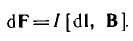 dF = I [dl, B].